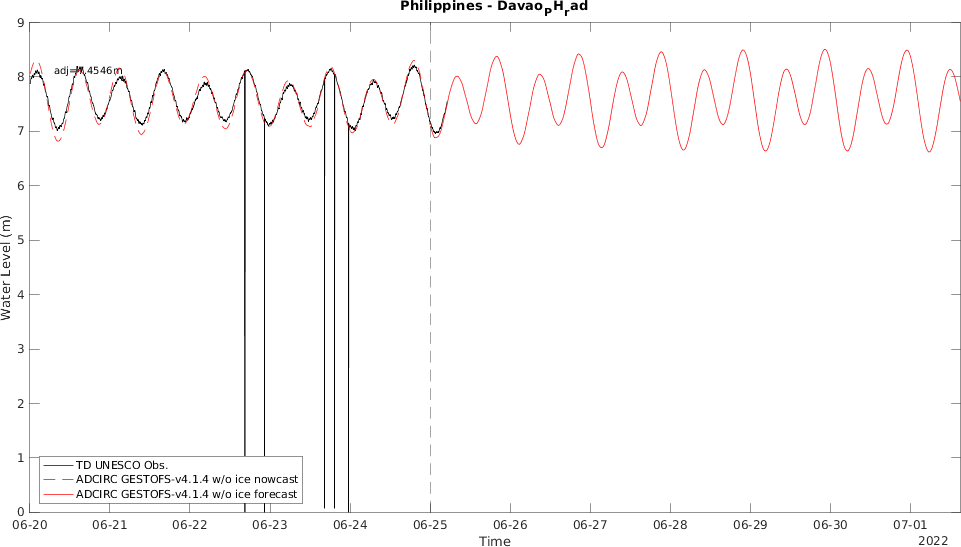 Philippines - Davao_PH_rad
9
8
7
6
5
4
3
2
1
0
adj=7.4546m
Water Level (m)
TD UNESCO Obs.
ADCIRC GESTOFS-v4.1.4 w/o ice nowcast
ADCIRC GESTOFS-v4.1.4 w/o ice forecast
06-20 06-21 06-22 06-23 06-24 06-25 06-26 06-27 06-28 06-29 06-30 07-01
Time
2022